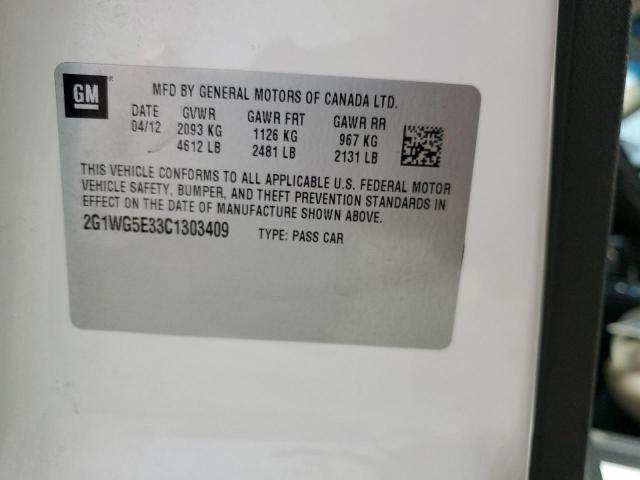 GM
MFD BY GENERAL MOTORS OF CANADA LTD.
DATE GVWR GAWR FRT GAWR RR
04/12 2093 KG 1126 KG 967 KG
4612 LB 2481 LB 2131 LB
THIS VEHICLE CONFORMS TO ALL APPLICABLE U.S. FEDERAL MOTOR
VEHICLE SAFETY, BUMPER, AND THEFT PREVENTION STANDARDS IN
EFFECT ON THE DATE OF MANUFACTURE SHOWN ABOVE.
2G1WG5E33C1303409 TYPE: PASS CAR